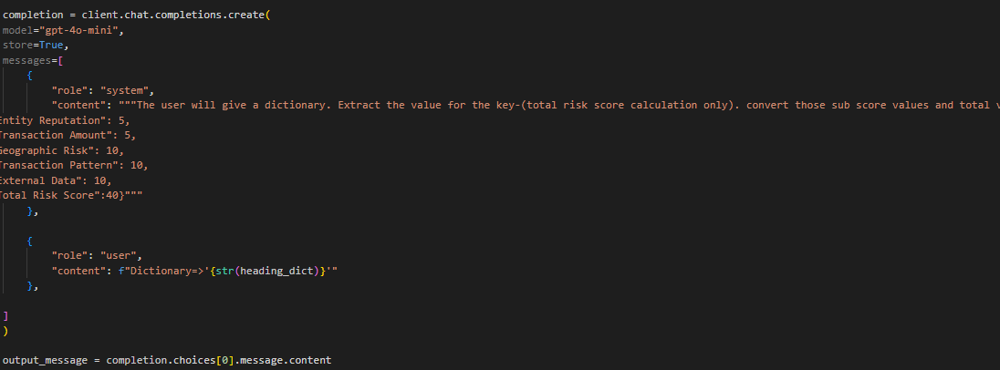 completion = client.chat.completions.create(
model="gpt-4o-mini",
store=True,
messages=[
{
"role": "system",
"content": """The user will give a dictionary. Extract the value for the key-(total risk score calculation only). convert those sub score values and total
Entity Reputation": 5,
Transaction Amount": 5,
Geographic Risk": 10,
Transaction Pattern": 10,
External Data": 10,
Total Risk Score":40}"""
},
{
"role": "user",
"content": f"Dictionary=>'{str(heading_dict)}'"
},
]
)
output_message = completion.choices[0].message.content